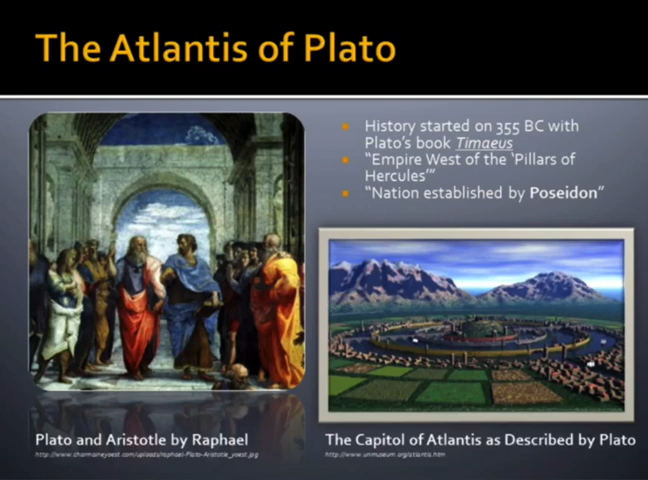 The Atlantis of Plato
History started on 355 BC with
Plato's book Timaeus
"Empire West of the 'Pillars of
Hercules'"
"Nation established by Poseidon"
Plato and Aristotle by Raphael
http://www.charmaineyoest.com/uploads/raphael-Plato-Aristotle_yoest.jpg
The Capitol of Atlantis as Described by Plato
http://www.unmuseum.org/atlantis.htm